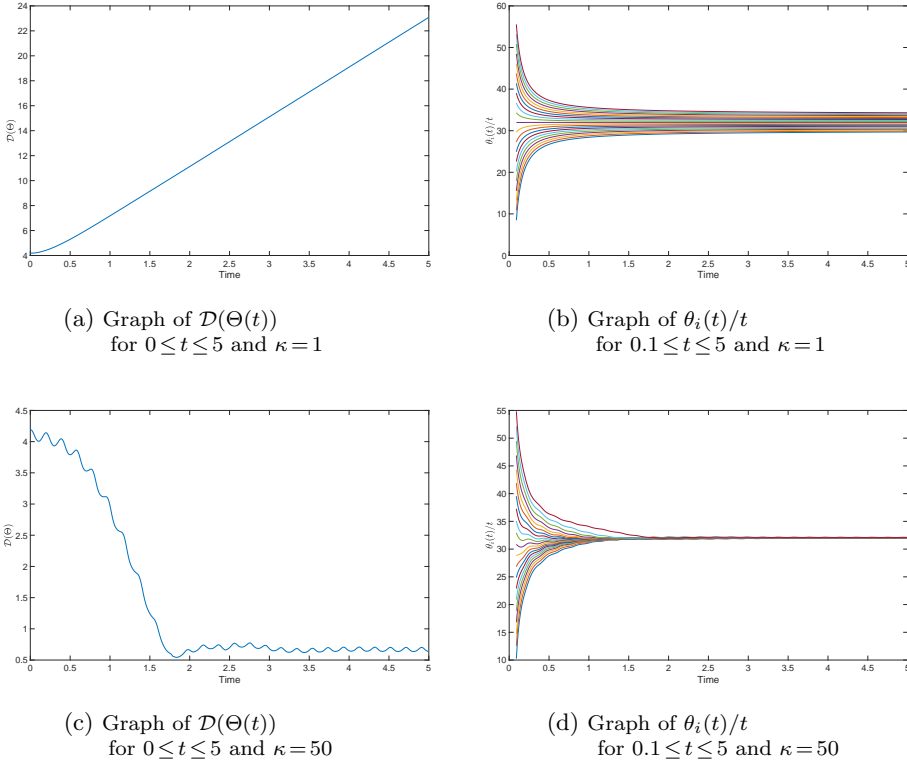 24
22
20
18
16
14
12
10
8
6
4
𝒟(Θ)
0 0.5 1 1.5 2 2.5 3 3.5 4 4.5 5
Time
(a) Graph of 𝒟(Θ(t))
for 0≤t≤5 and κ=1
60
50
40
30
20
10
0
θᵢ(t)/t
0 0.5 1 1.5 2 2.5 3 3.5 4 4.5 5
Time
(b) Graph of θᵢ(t)/t
for 0.1≤t≤5 and κ=1
4.5
4
3.5
3
2.5
2
1.5
1
0.5
𝒟(Θ)
0 0.5 1 1.5 2 2.5 3 3.5 4 4.5 5
Time
(c) Graph of 𝒟(Θ(t))
for 0≤t≤5 and κ=50
55
50
45
40
35
30
25
20
15
10
θᵢ(t)/t
0 0.5 1 1.5 2 2.5 3 3.5 4 4.5 5
Time
(d) Graph of θᵢ(t)/t
for 0.1≤t≤5 and κ=50